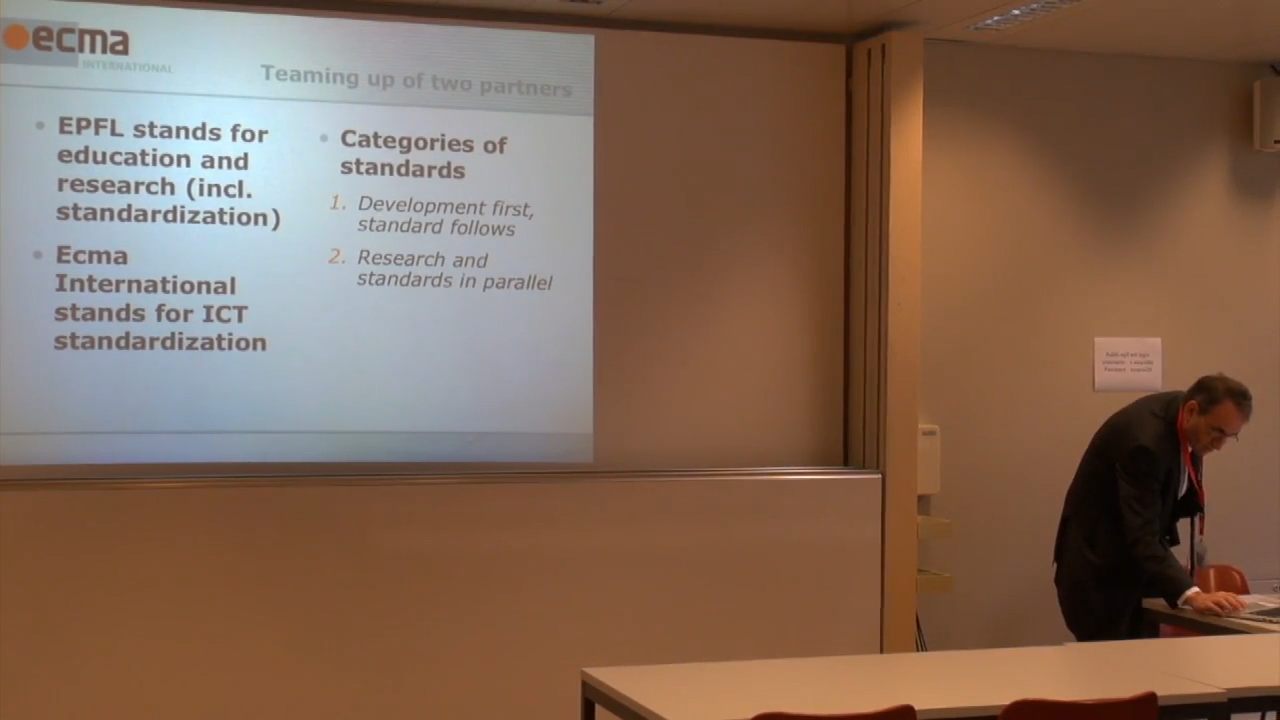 ecma
INTERNATIONAL
Teaming up of two partners
• EPFL stands for
education and
research (incl.
standardization)
• Ecma
International
stands for ICT
standardization
• Categories of
standards
1. Development first,
standard follows
2. Research and
standards in parallel